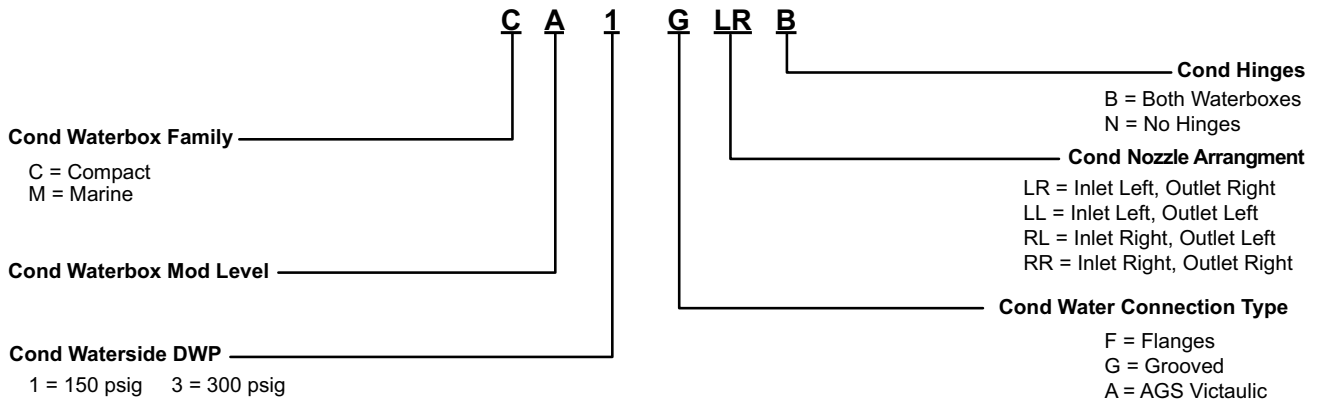 C A 1 G LR B
Cond Hinges
B = Both Waterboxes
N = No Hinges
Cond Waterbox Family
C = Compact
M = Marine
Cond Nozzle Arrangment
LR = Inlet Left, Outlet Right
LL = Inlet Left, Outlet Left
RL = Inlet Right, Outlet Left
RR = Inlet Right, Outlet Right
Cond Waterbox Mod Level
Cond Water Connection Type
F = Flanges
G = Grooved
A = AGS Victaulic
Cond Waterside DWP
1 = 150 psig 3 = 300 psig